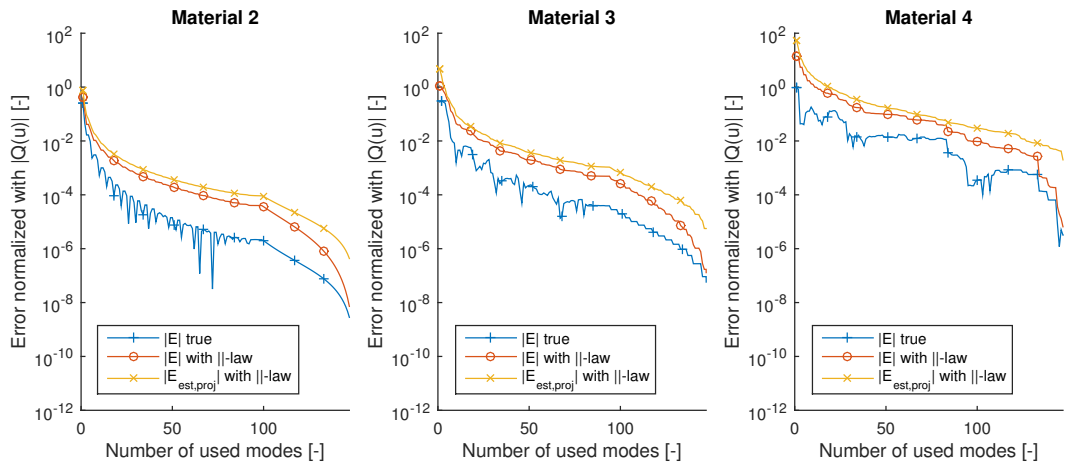 Material 2
Error normalized with |Q(u)| [-]
10^2
10^0
10^-2
10^-4
10^-6
10^-8
10^-10
10^-12
|E| true
|E| with ||-law
|E_est,proj| with ||-law
0
50
100
Number of used modes [-]
Material 3
Error normalized with |Q(u)| [-]
10^2
10^0
10^-2
10^-4
10^-6
10^-8
10^-10
10^-12
|E| true
|E| with ||-law
|E_est,proj| with ||-law
0
50
100
Number of used modes [-]
Material 4
Error normalized with |Q(u)| [-]
10^2
10^0
10^-2
10^-4
10^-6
10^-8
10^-10
10^-12
|E| true
|E| with ||-law
|E_est,proj| with ||-law
0
50
100
Number of used modes [-]